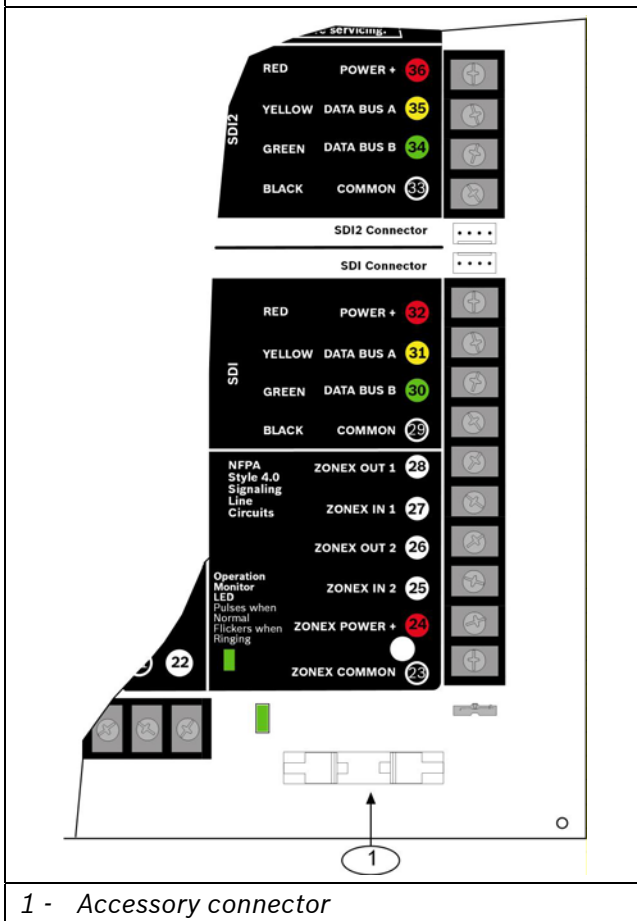 servicing.
RED POWER + 36
YELLOW DATA BUS A 35
SDI2
GREEN DATA BUS B 34
BLACK COMMON 33
SDI2 Connector
SDI Connector
RED POWER + 32
YELLOW DATA BUS A 31
SDI
GREEN DATA BUS B 30
BLACK COMMON 29
NFPA
Style 4.0
Signaling
Line
Circuits
ZONEX OUT 1 28
ZONEX IN 1 27
ZONEX OUT 2 26
ZONEX IN 2 25
Operation
Monitor
LED
Pulses when
Normal
Flickers when
Ringing
ZONEX POWER + 24
22
ZONEX COMMON 23
1
1 - Accessory connector